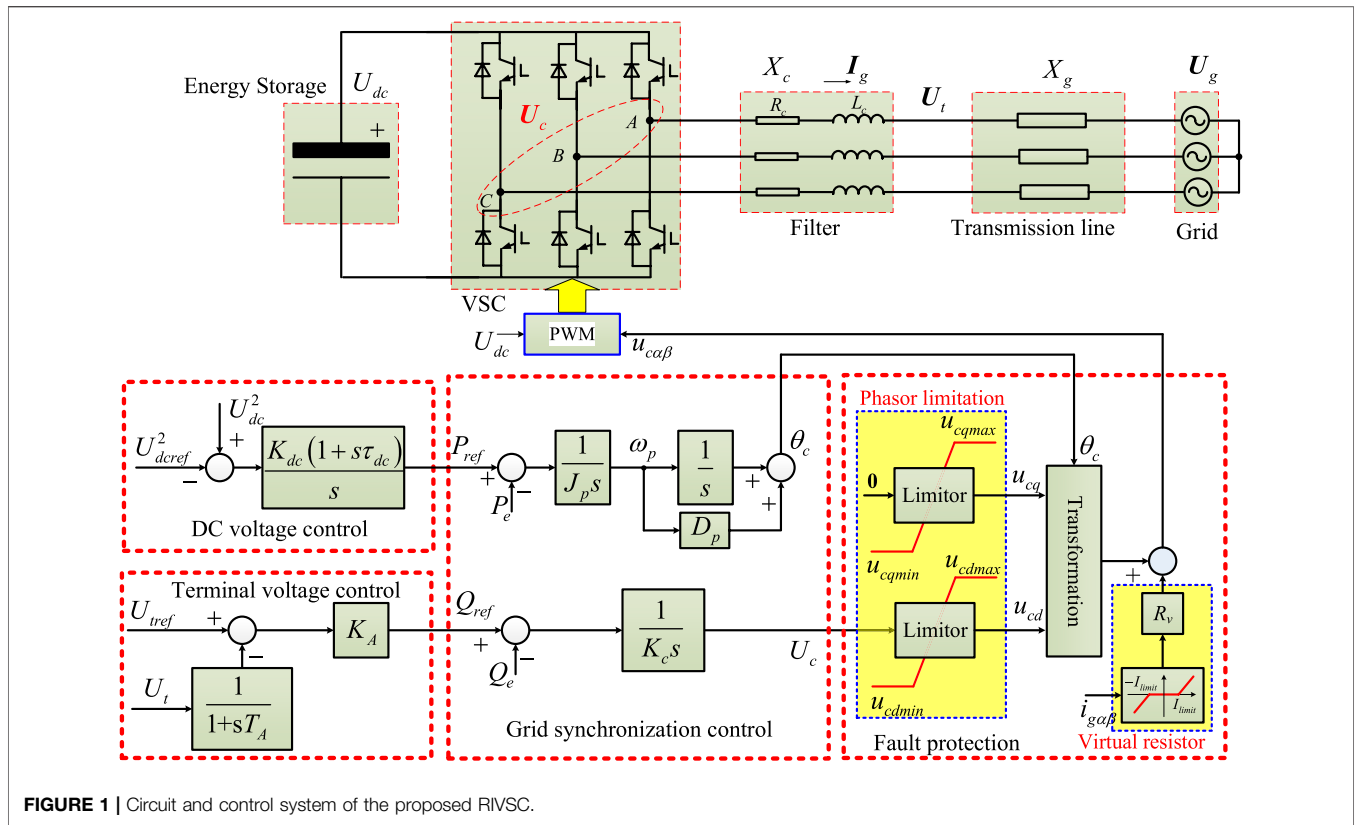 Energy Storage
U_dc
+
U_c
A
B
C
VSC
X_c
I_g
R_c
L_c
U_t
X_g
U_g
Filter
Transmission line
Grid
U_dc
PWM
u_cαβ
U_dc^2
U_dcref^2
+
−
K_dc (1 + sτ_dc)
s
DC voltage control
P_ref
+
−
P_e
1
J_p s
ω_p
1
s
D_p
+
+
θ_c
Terminal voltage control
U_tref
+
−
K_A
U_t
1
1+sT_A
Q_ref
+
−
Q_e
1
K_c s
U_c
Grid synchronization control
Phasor limitation
u_cqmax
0
Limitor
u_cq
u_cqmin
u_cdmax
Limitor
u_cd
u_cdmin
θ_c
Transformation
+
R_v
−I_limit
I_limit
i_gαβ
Virtual resistor
Fault protection
FIGURE 1 | Circuit and control system of the proposed RIVSC.